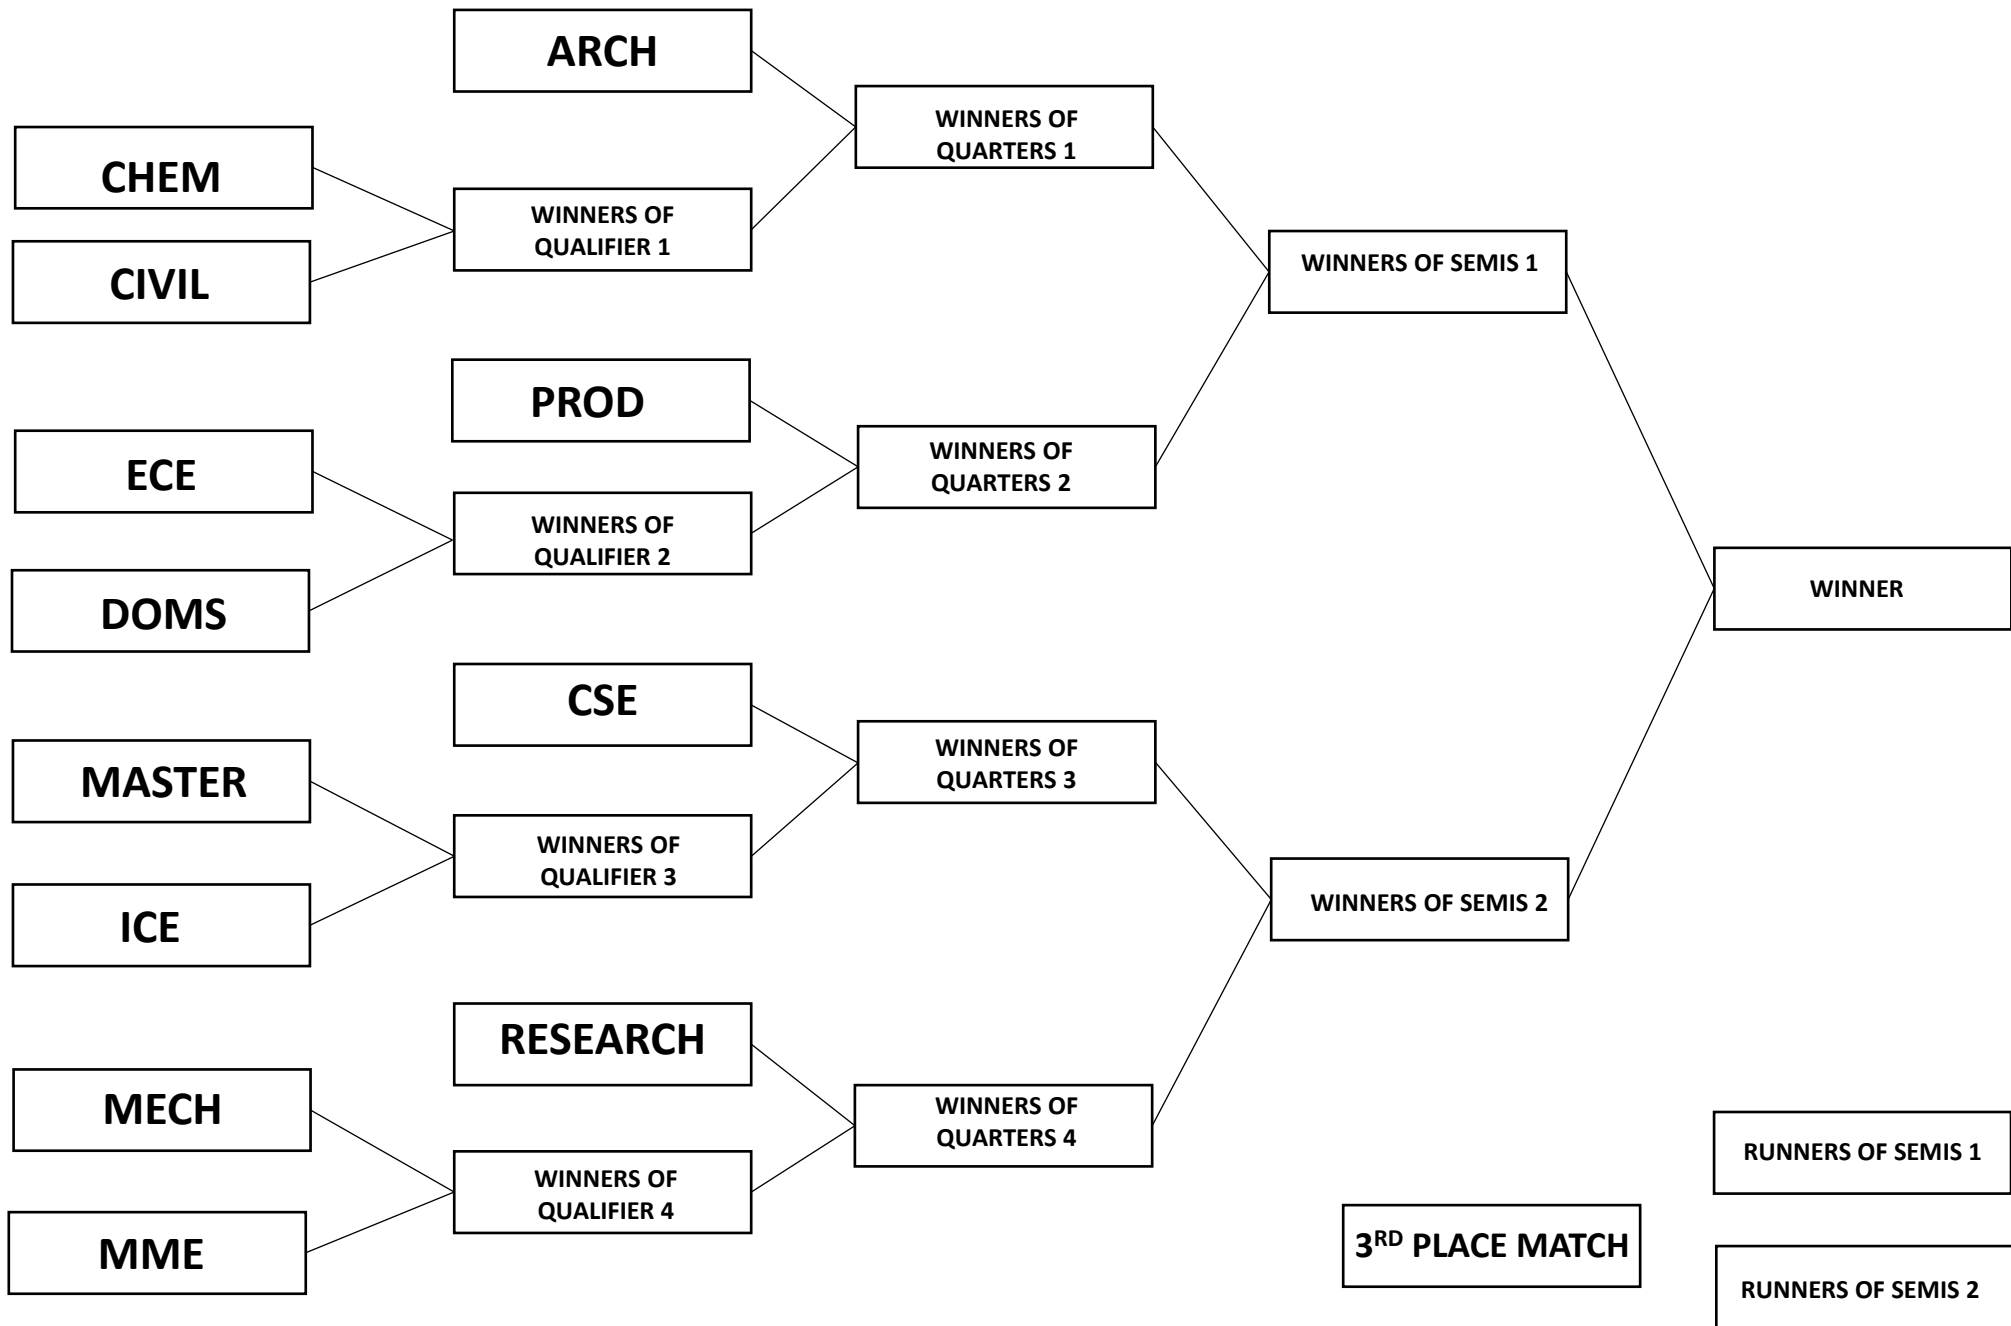 ARCH
CHEM
CIVIL
WINNERS OF
QUALIFIER 1
WINNERS OF
QUARTERS 1
WINNERS OF SEMIS 1
PROD
ECE
DOMS
WINNERS OF
QUALIFIER 2
WINNERS OF
QUARTERS 2
WINNER
CSE
MASTER
ICE
WINNERS OF
QUALIFIER 3
WINNERS OF
QUARTERS 3
WINNERS OF SEMIS 2
RESEARCH
MECH
MME
WINNERS OF
QUALIFIER 4
WINNERS OF
QUARTERS 4
3RD PLACE MATCH
RUNNERS OF SEMIS 1
RUNNERS OF SEMIS 2